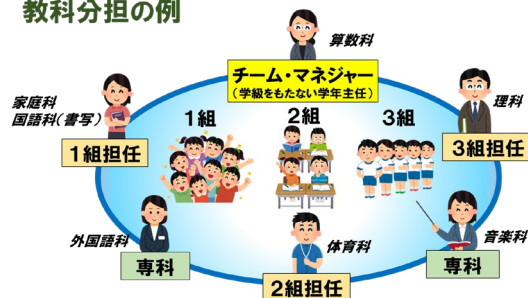 教科分担の例
算数科
チーム・マネジャー
(学級をもたない学年主任)
家庭科
国語科(書写)
1組担任
1組
2組
3組
理科
3組担任
外国語科
専科
体育科
2組担任
音楽科
専科